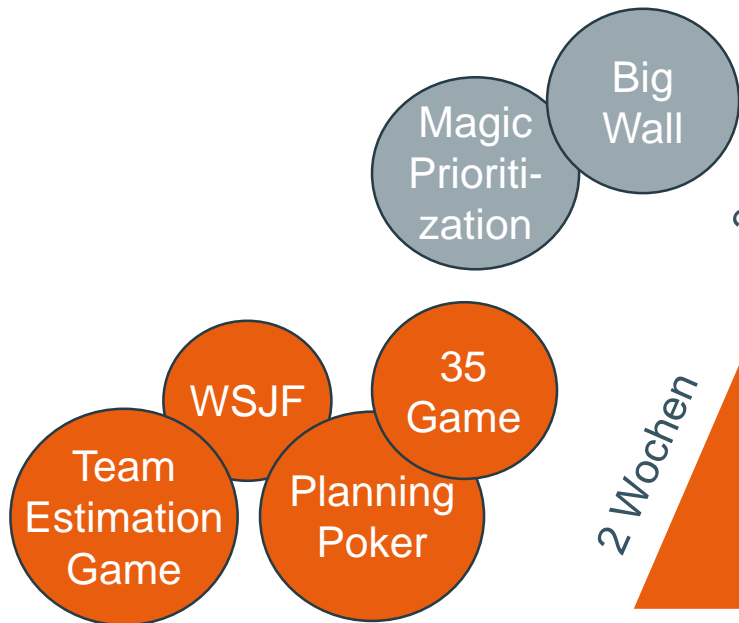 Big
Wall
Magic
Prioriti-
zation
35
Game
WSJF
Team
Estimation
Game
Planning
Poker
2 Wochen